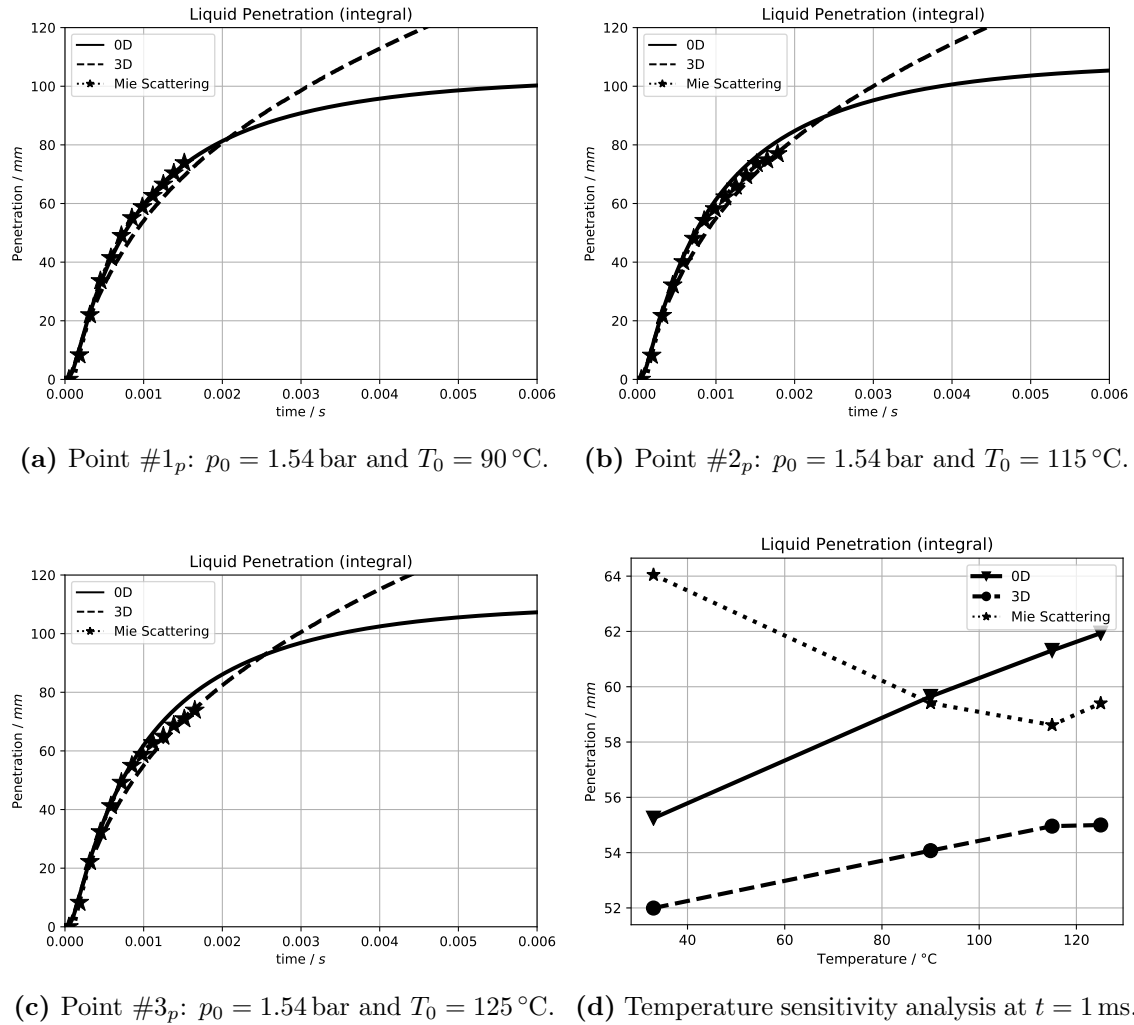 Liquid Penetration (integral)
120
100
80
60
40
20
0
Penetration / mm
0D
3D
Mie Scattering
0.000 0.001 0.002 0.003 0.004 0.005 0.006
time / s
(a) Point #1p: p0 = 1.54 bar and T0 = 90 °C.
Liquid Penetration (integral)
120
100
80
60
40
20
0
Penetration / mm
0D
3D
Mie Scattering
0.000 0.001 0.002 0.003 0.004 0.005 0.006
time / s
(b) Point #2p: p0 = 1.54 bar and T0 = 115 °C.
Liquid Penetration (integral)
120
100
80
60
40
20
0
Penetration / mm
0D
3D
Mie Scattering
0.000 0.001 0.002 0.003 0.004 0.005 0.006
time / s
(c) Point #3p: p0 = 1.54 bar and T0 = 125 °C.
Liquid Penetration (integral)
64
62
60
58
56
54
52
Penetration / mm
0D
3D
Mie Scattering
40 60 80 100 120
Temperature / °C
(d) Temperature sensitivity analysis at t = 1 ms.